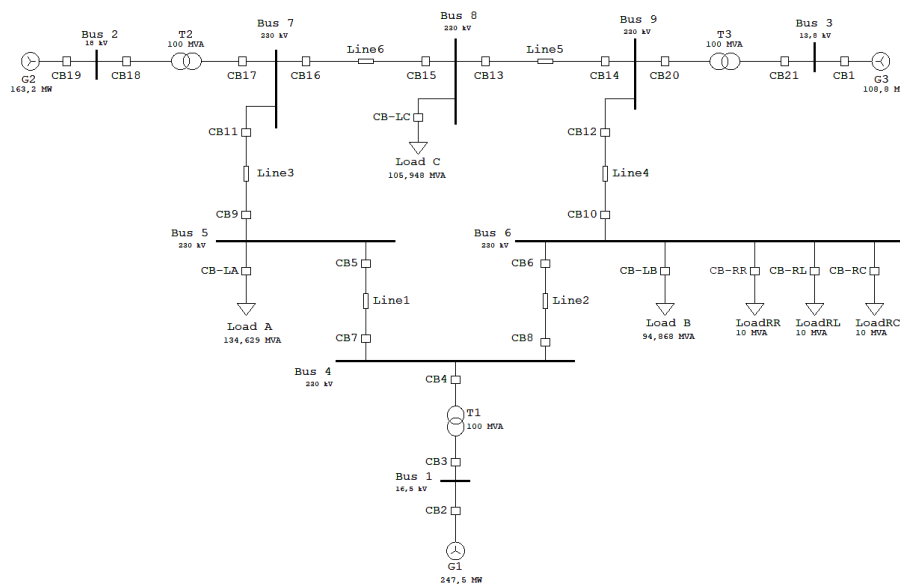 Bus 2
18 kV
T2
100 MVA
Bus 7
230 kV
Bus 8
230 kV
Bus 9
230 kV
T3
100 MVA
Bus 3
13,8 kV
Line6
Line5
G2
163,2 MW
CB19
CB18
CB17
CB16
CB15
CB13
CB14
CB20
CB21
CB1
G3
108,8 M
CB11
CB-LC
CB12
Load C
105,948 MVA
Line3
Line4
CB9
CB10
Bus 5
230 kV
Bus 6
230 kV
CB-LA
CB5
CB6
CB-LB
CB-RR
CB-RL
CB-RC
Line1
Line2
Load A
134,629 MVA
Load B
94,868 MVA
LoadRR
10 MVA
LoadRL
10 MVA
LoadRC
10 MVA
CB7
CB8
Bus 4
230 kV
CB4
T1
100 MVA
CB3
Bus 1
16,5 kV
CB2
G1
247,5 MW